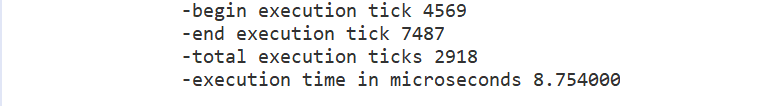 -begin execution tick 4569
-end execution tick 7487
-total execution ticks 2918
-execution time in microseconds 8.754000